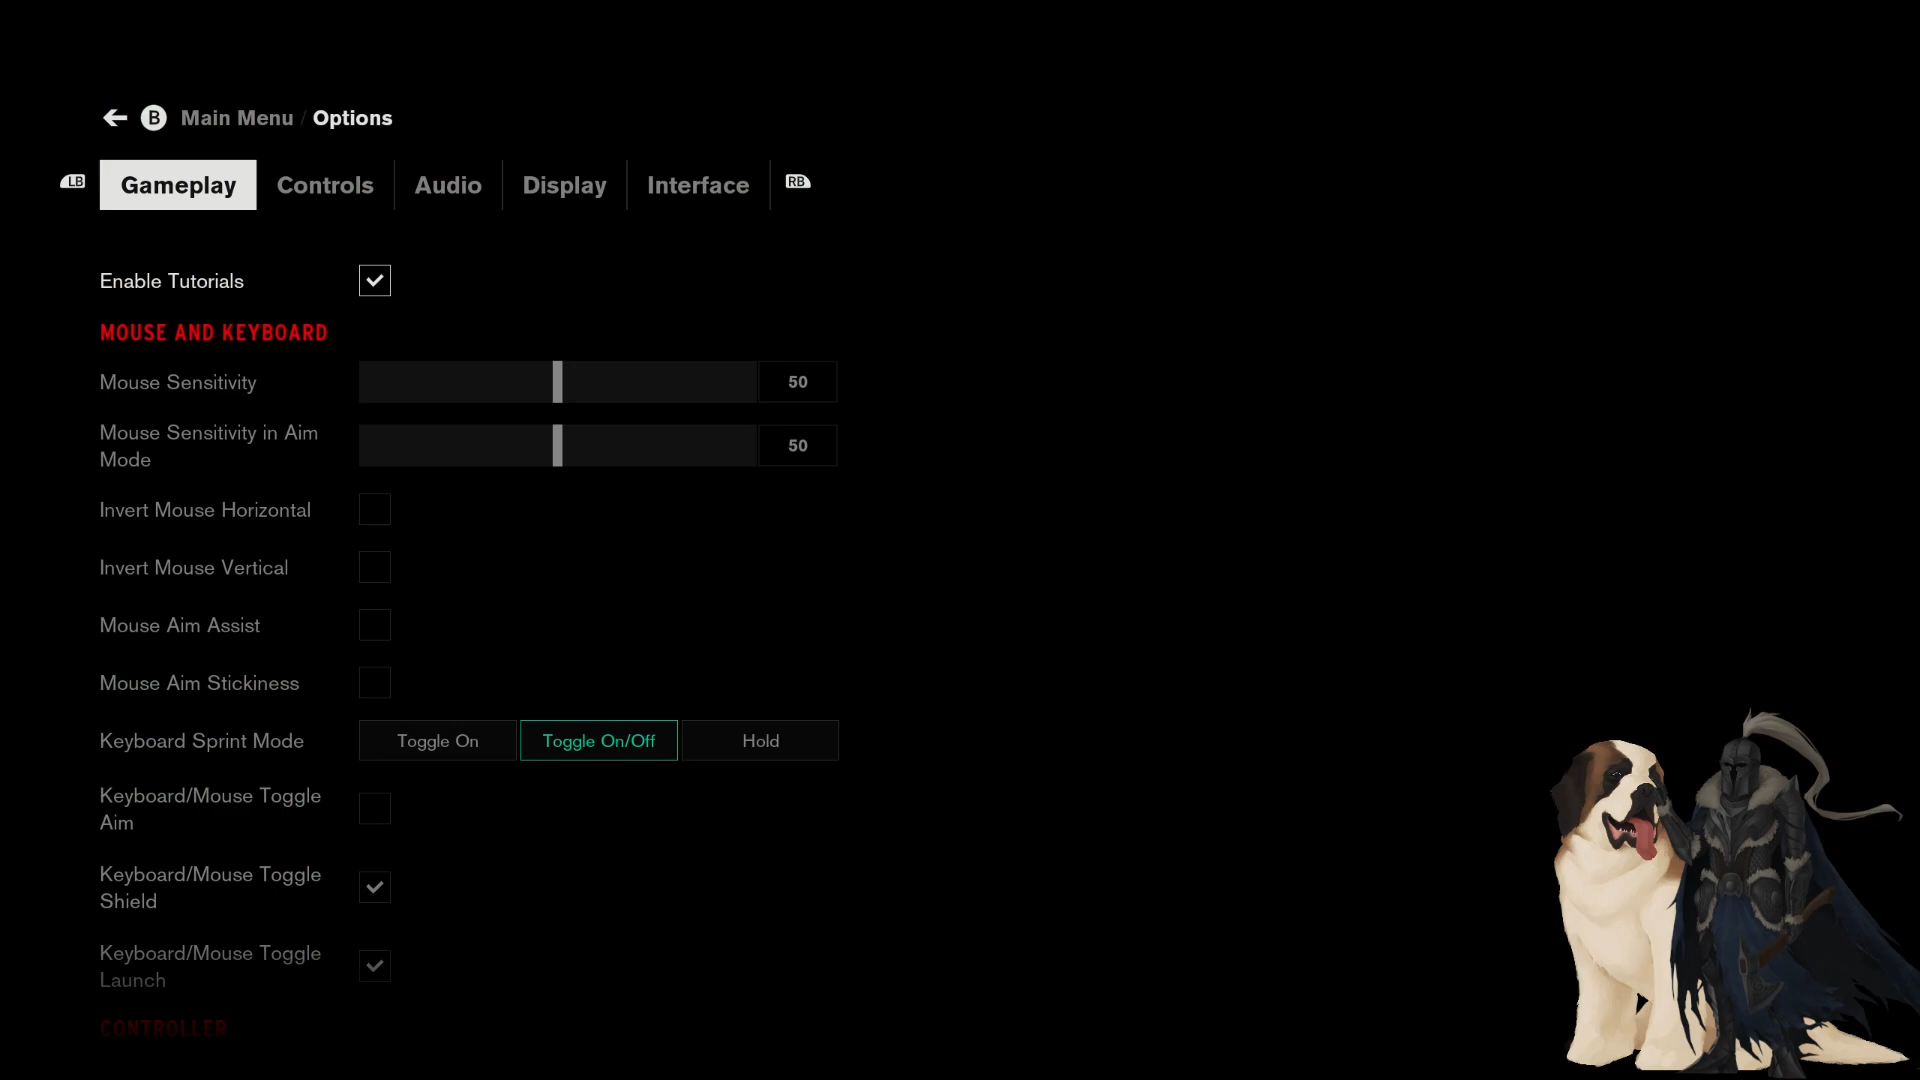 B Main Menu / Options
LB Gameplay Controls Audio Display Interface RB
Enable Tutorials
MOUSE AND KEYBOARD
Mouse Sensitivity 50
Mouse Sensitivity in Aim
Mode
50
Invert Mouse Horizontal
Invert Mouse Vertical
Mouse Aim Assist
Mouse Aim Stickiness
Keyboard Sprint Mode Toggle On Toggle On/Off Hold
Keyboard/Mouse Toggle
Aim
Keyboard/Mouse Toggle
Shield
Keyboard/Mouse Toggle
Launch
CONTROLLER